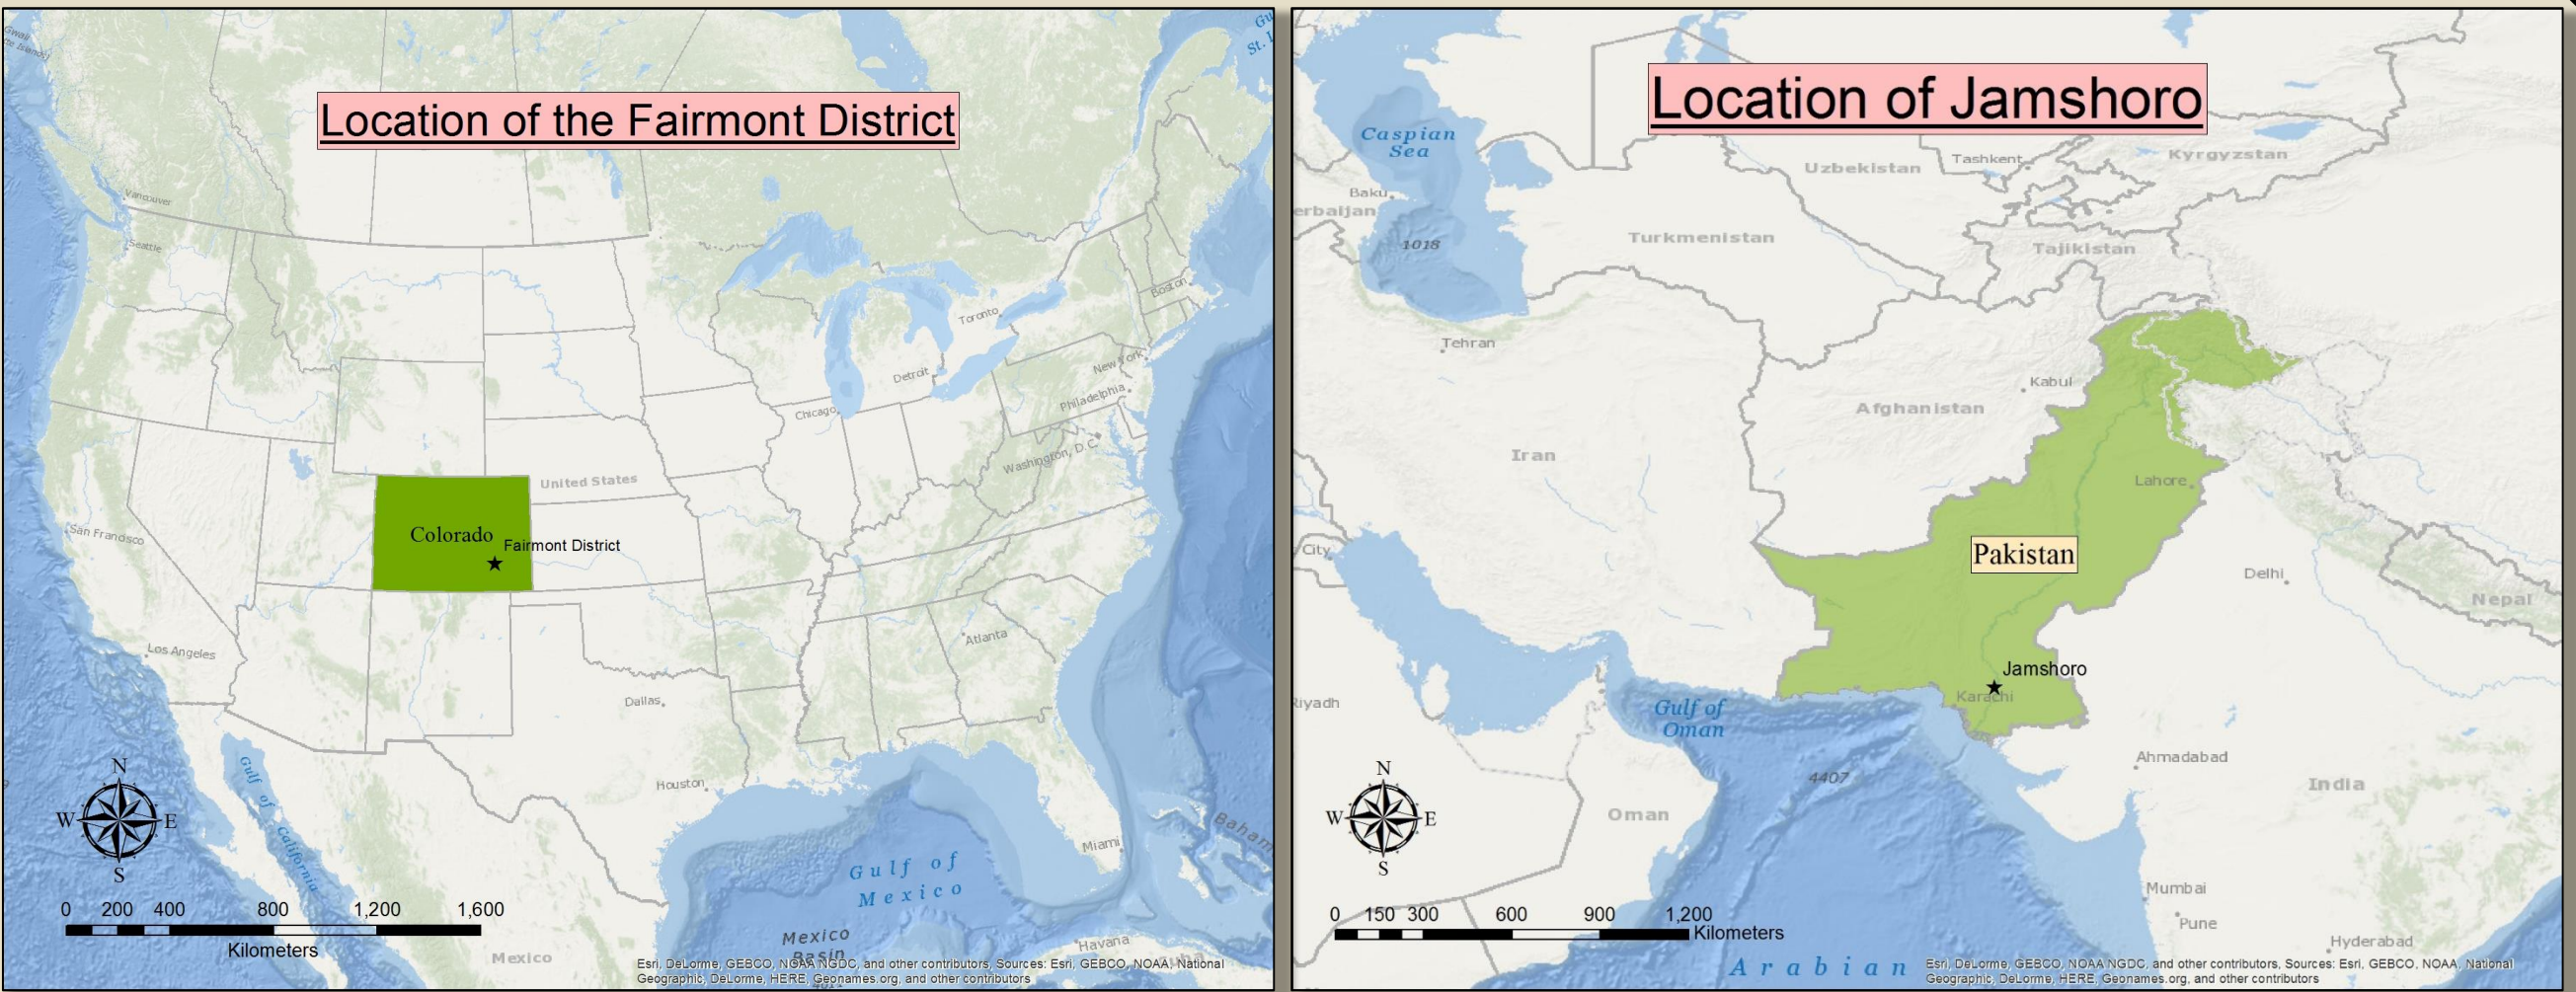 Location of the Fairmont District
Vancouver
Seattle
Boston
Toronto
New York
Detroit
Philadelphia
Chicago
Washington, D.C.
United States
San Francisco
Colorado
Fairmont District
Los Angeles
Atlanta
Dallas
Houston
Gulf of
California
Miami
Gulf of
Mexico
Mexico
Basin
Havana
Mexico
N
W E
S
0 200 400 800 1,200 1,600
Kilometers
Esri, DeLorme, GEBCO, NOAA NGDC, and other contributors, Sources: Esri, GEBCO, NOAA, National
Geographic, DeLorme, HERE, Geonames.org, and other contributors
Location of Jamshoro
Caspian
Sea
Uzbekistan
Tashkent
Kyrgyzstan
Baku
erbaijan
1018
Turkmenistan
Tajikistan
Tehran
Kabul
Afghanistan
Iran
Lahore
City
Pakistan
Delhi
Nepal
Jamshoro
Karachi
Riyadh
Gulf of
Oman
Ahmadabad
4407
India
Oman
Mumbai
Pune
Hyderabad
N
W E
S
0 150 300 600 900 1,200
Kilometers
Arabian
Esri, DeLorme, GEBCO, NOAA NGDC, and other contributors, Sources: Esri, GEBCO, NOAA, National
Geographic, DeLorme, HERE, Geonames.org, and other contributors